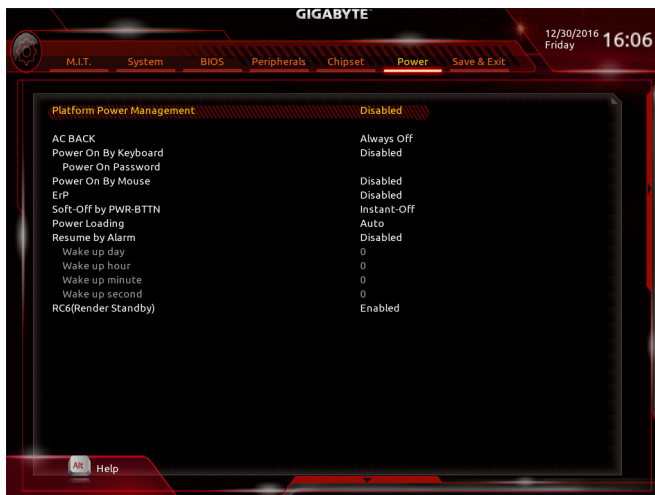 GIGABYTE™
12/30/2016
Friday
16:06
M.I.T. System BIOS Peripherals Chipset Power Save & Exit
Platform Power Management Disabled
AC BACK Always Off
Power On By Keyboard Disabled
Power On Password
Power On By Mouse Disabled
ErP Disabled
Soft-Off by PWR-BTTN Instant-Off
Power Loading Auto
Resume by Alarm Disabled
Wake up day 0
Wake up hour 0
Wake up minute 0
Wake up second 0
RC6(Render Standby) Enabled
Alt Help